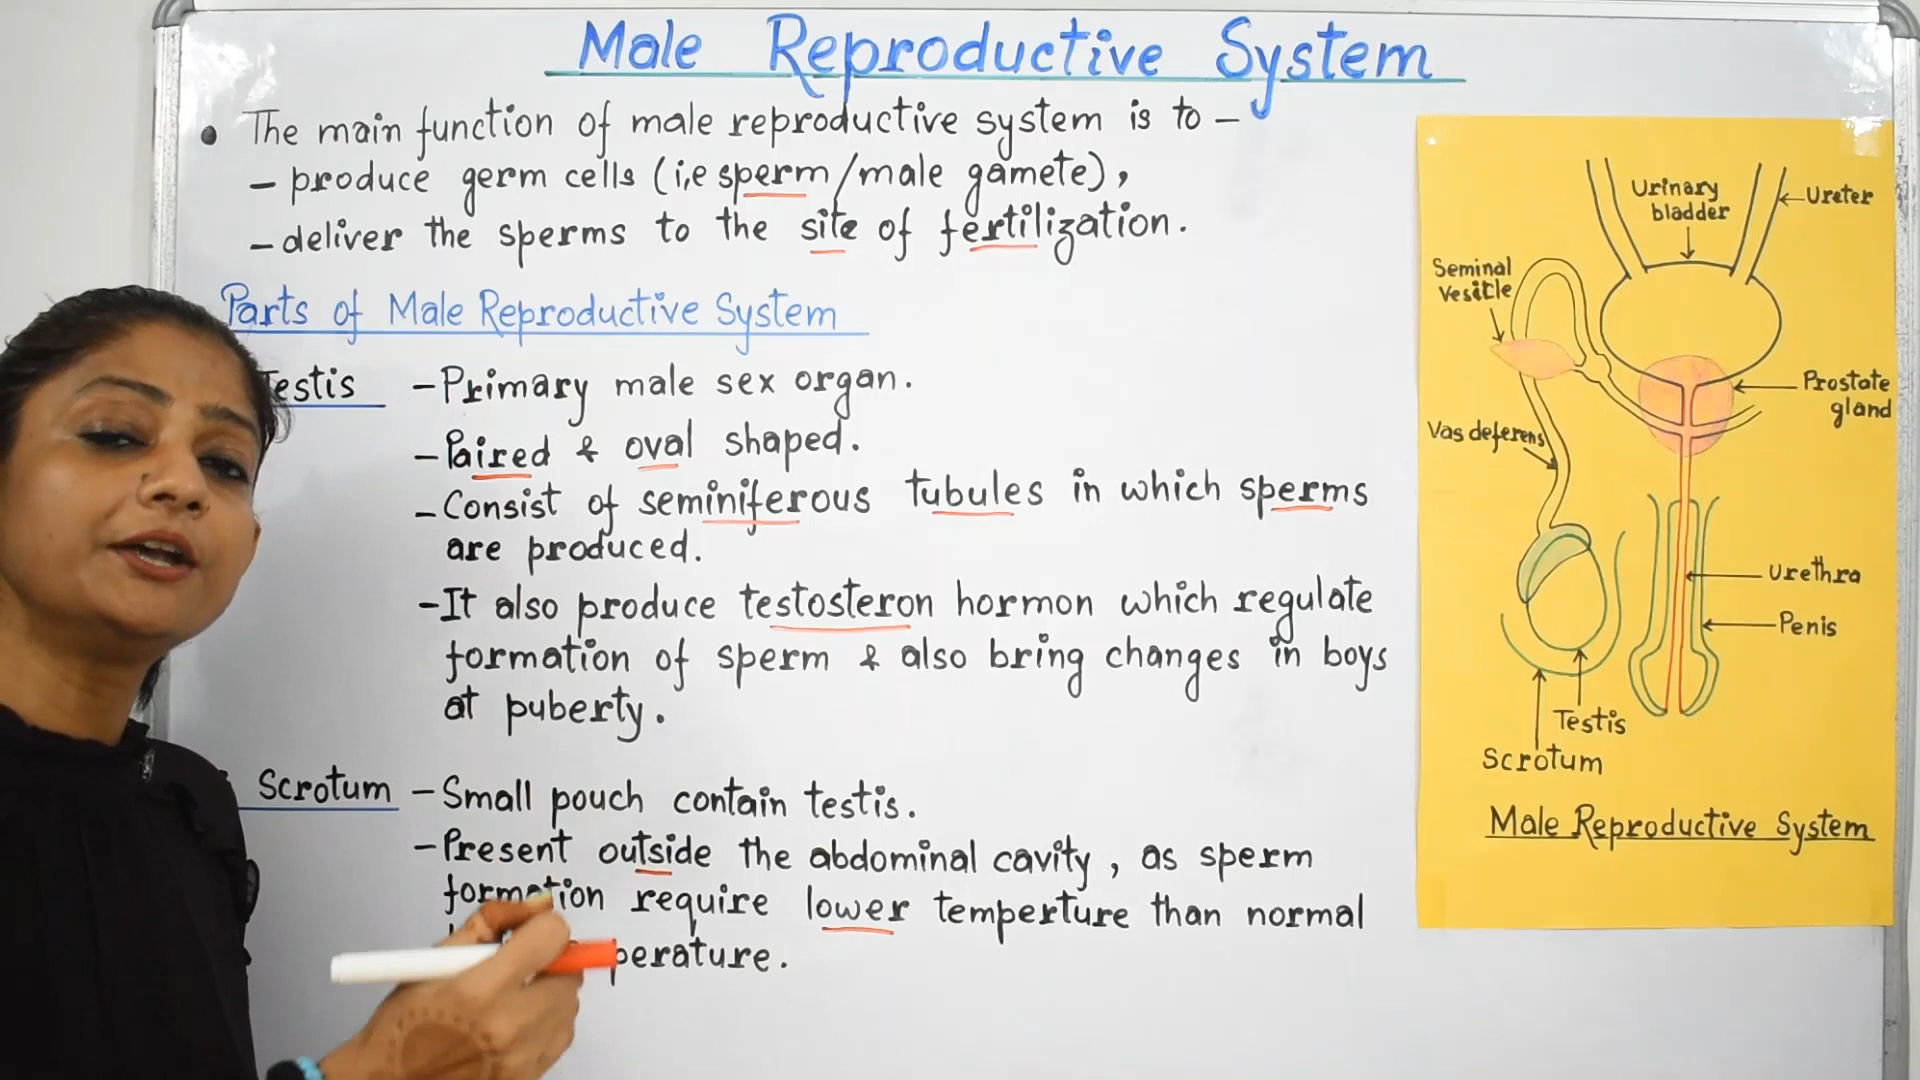 Male Reproductive System
• The main function of male reproductive system is to –
– produce germ cells (i,e sperm/male gamete),
– deliver the sperms to the site of fertilization.
Parts of Male Reproductive System
Testis – Primary male sex organ.
– Paired & oval shaped.
– Consist of seminiferous tubules in which sperms
are produced.
– It also produce testosteron hormon which regulate
formation of sperm & also bring changes in boys
at puberty.
Scrotum – Small pouch contain testis.
– Present outside the abdominal cavity, as sperm
formation require lower temperture than normal
perature.
Urinary
bladder
Ureter
Seminal
Vesicle
Prostate
gland
Vas deferens
Urethra
Penis
Testis
Scrotum
Male Reproductive System